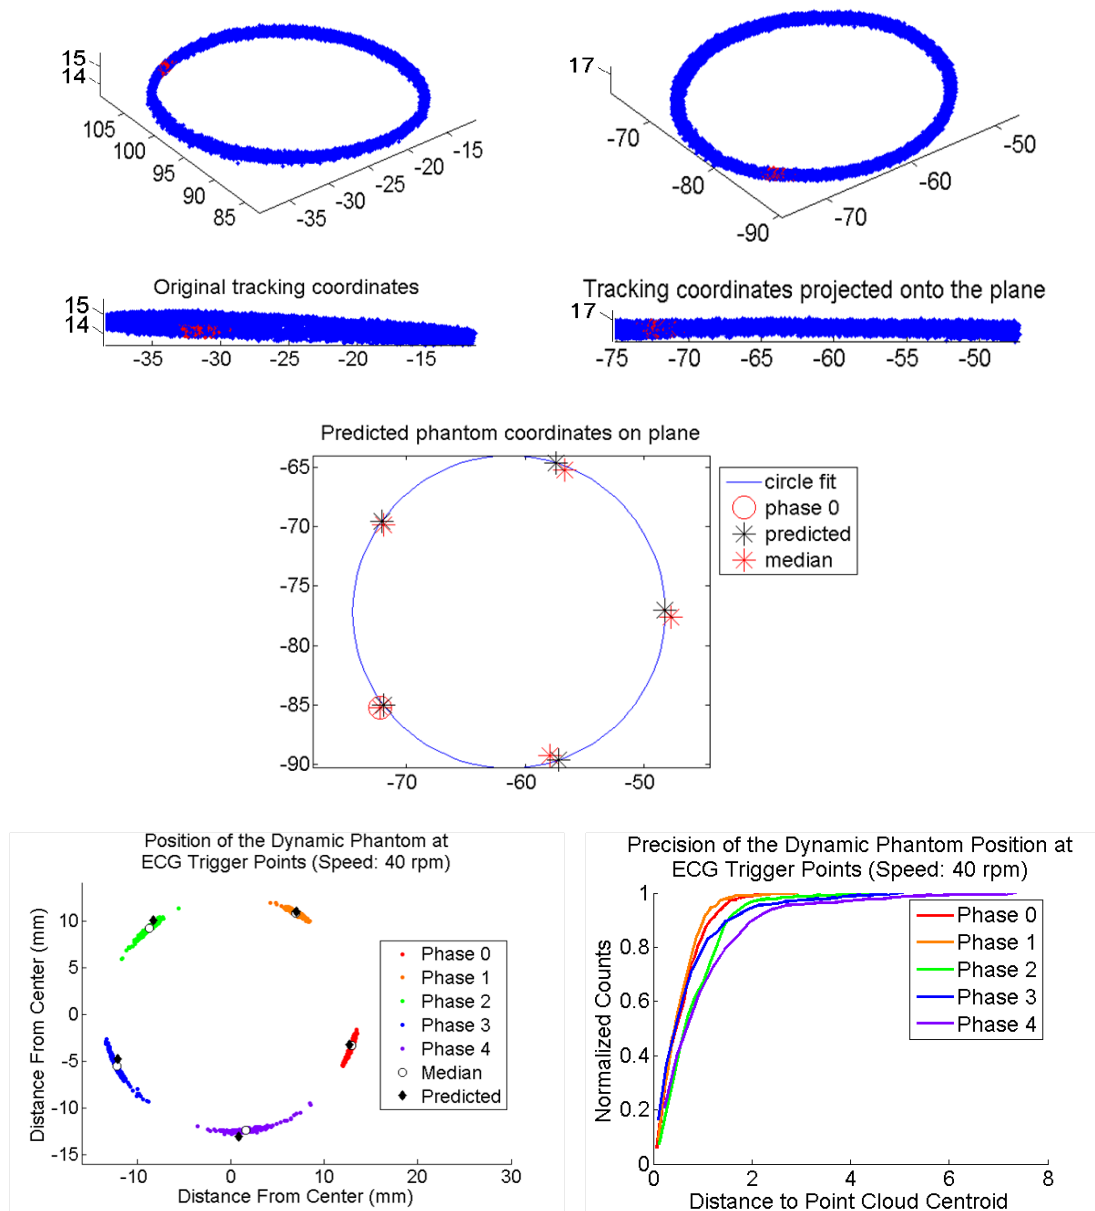 15
14
105
100
95
90
85
-35
-30
-25
-20
-15
17
-70
-80
-90
-70
-60
-50
Original tracking coordinates
15
14
-35
-30
-25
-20
-15
Tracking coordinates projected onto the plane
17
-75
-70
-65
-60
-55
-50
Predicted phantom coordinates on plane
-65
-70
-75
-80
-85
-90
-70
-60
-50
circle fit
phase 0
predicted
median
Position of the Dynamic Phantom at
ECG Trigger Points (Speed: 40 rpm)
Distance From Center (mm)
10
5
0
-5
-10
-15
-10
0
10
20
30
Distance From Center (mm)
Phase 0
Phase 1
Phase 2
Phase 3
Phase 4
Median
Predicted
Precision of the Dynamic Phantom Position at
ECG Trigger Points (Speed: 40 rpm)
Normalized Counts
1
0.8
0.6
0.4
0.2
0
0
2
4
6
8
Distance to Point Cloud Centroid
Phase 0
Phase 1
Phase 2
Phase 3
Phase 4